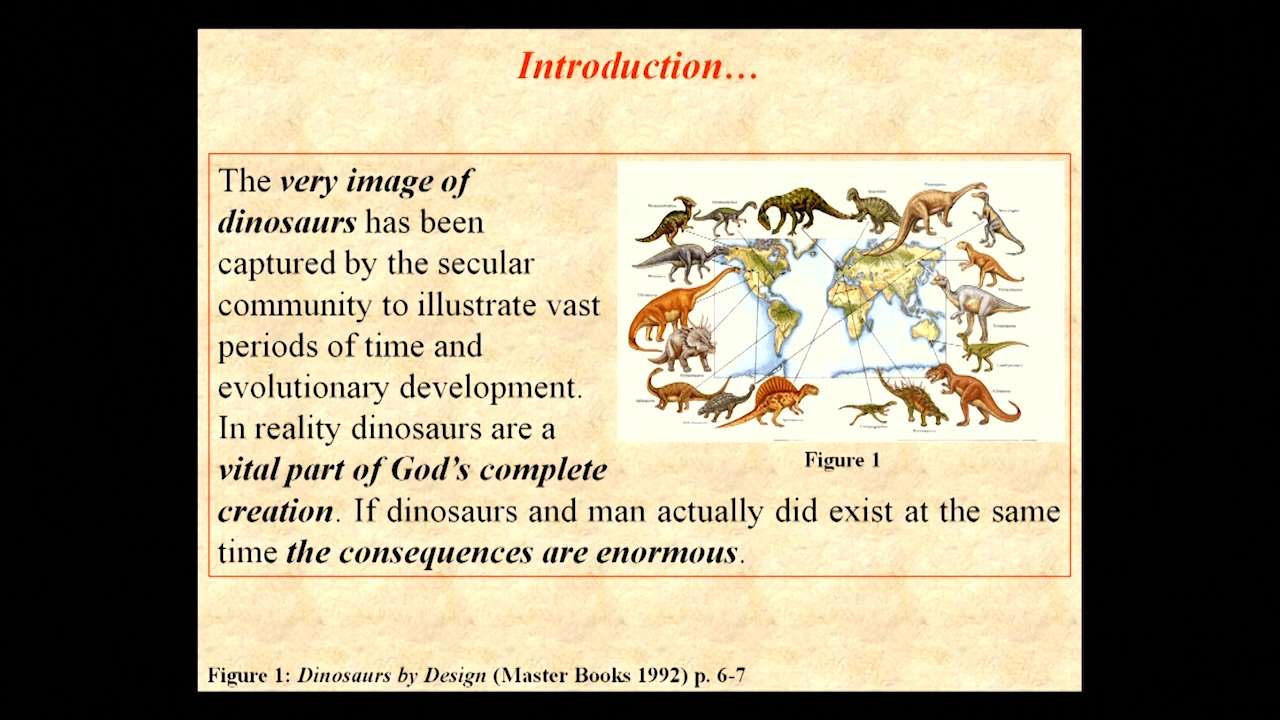 Introduction…
The very image of
dinosaurs has been
captured by the secular
community to illustrate vast
periods of time and
evolutionary development.
In reality dinosaurs are a
vital part of God's complete
creation. If dinosaurs and man actually did exist at the same
time the consequences are enormous.
Figure 1
Figure 1: Dinosaurs by Design (Master Books 1992) p. 6-7